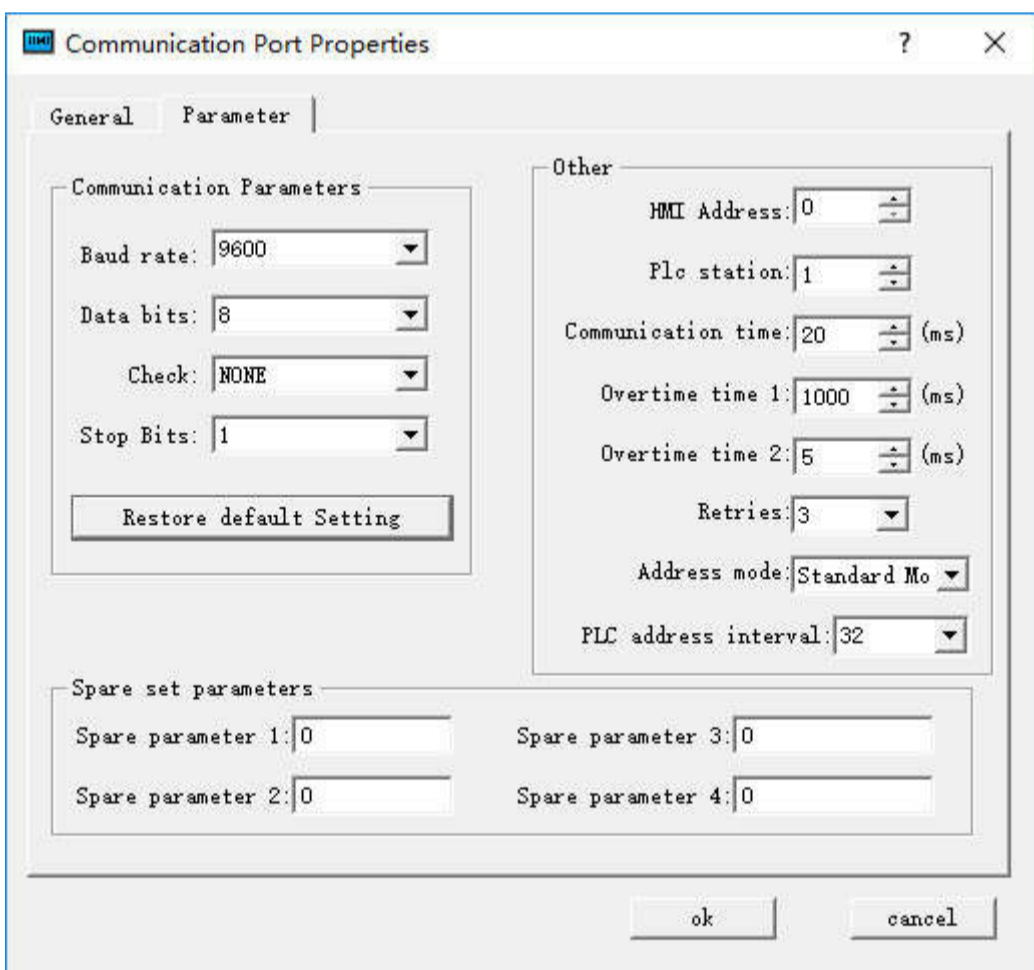 HMI Communication Port Properties ?
General Parameter
Communication Parameters
Baud rate: 9600
Data bits: 8
Check: NONE
Stop Bits: 1
Restore default Setting
Other
HMI Address: 0
Plc station: 1
Communication time: 20 (ms)
Overtime time 1: 1000 (ms)
Overtime time 2: 5 (ms)
Retries: 3
Address mode: Standard Mo
PLC address interval: 32
Spare set parameters
Spare parameter 1: 0 Spare parameter 3: 0
Spare parameter 2: 0 Spare parameter 4: 0
ok cancel